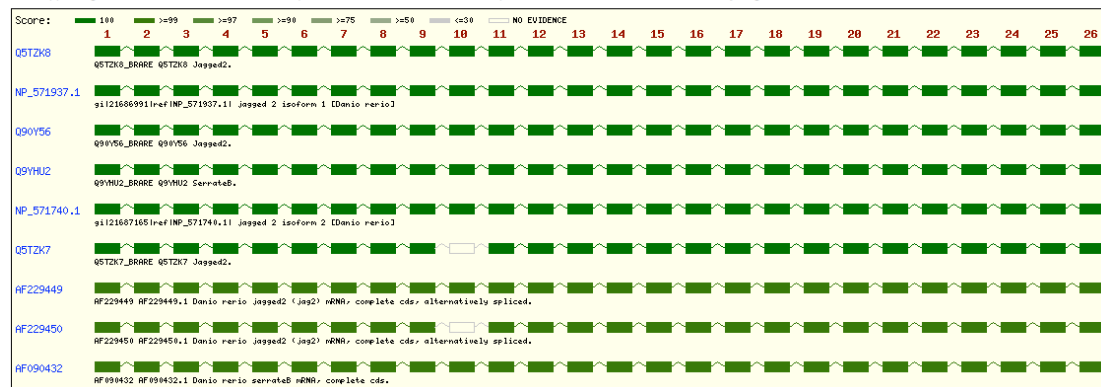 Score: 100 >=99 >=97 >=90 >=75 >=50 <=30 NO EVIDENCE
1 2 3 4 5 6 7 8 9 10 11 12 13 14 15 16 17 18 19 20 21 22 23 24 25 26
Q5TZK8
Q5TZK8_BRARE Q5TZK8 Jagged2.
NP_571937.1
gi|21686991|ref|NP_571937.1| jagged 2 isoform 1 [Danio rerio]
Q90Y56
Q90Y56_BRARE Q90Y56 Jagged2.
Q9YHU2
Q9YHU2_BRARE Q9YHU2 SerrateB.
NP_571740.1
gi|21687165|ref|NP_571740.1| jagged 2 isoform 2 [Danio rerio]
Q5TZK7
Q5TZK7_BRARE Q5TZK7 Jagged2.
AF229449
AF229449 AF229449.1 Danio rerio jagged2 (jag2) mRNA, complete cds, alternatively spliced.
AF229450
AF229450 AF229450.1 Danio rerio jagged2 (jag2) mRNA, complete cds, alternatively spliced.
AF090432
AF090432 AF090432.1 Danio rerio serrateB mRNA, complete cds.